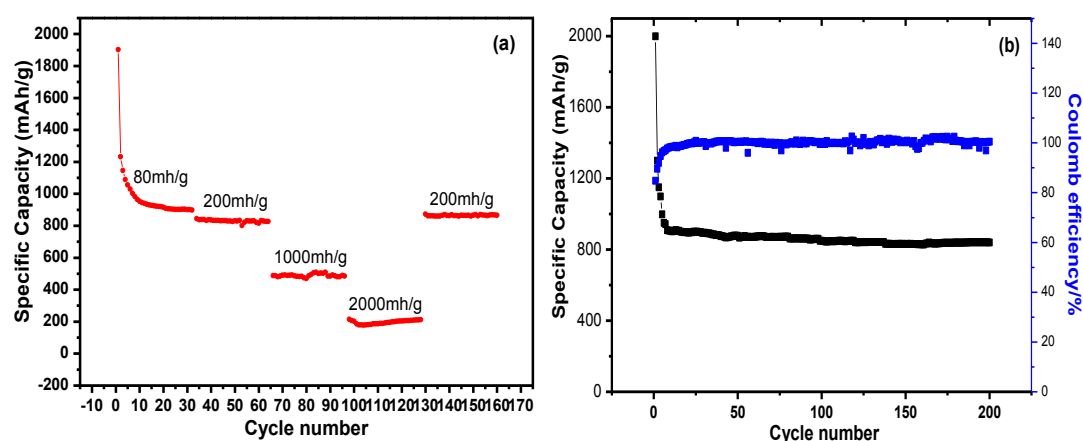 (a)
Specific Capacity (mAh/g)
2000
1800
1600
1400
1200
1000
800
600
400
200
0
-200
80mh/g
200mh/g
1000mh/g
2000mh/g
200mh/g
-10 0 10 20 30 40 50 60 70 80 90 100 110 120 130 140 150 160 170
Cycle number
(b)
Specific Capacity (mAh/g)
2000
1600
1200
800
400
0
0 50 100 150 200
Cycle number
140
120
100
80
60
40
20
0
Coulomb efficiency/%